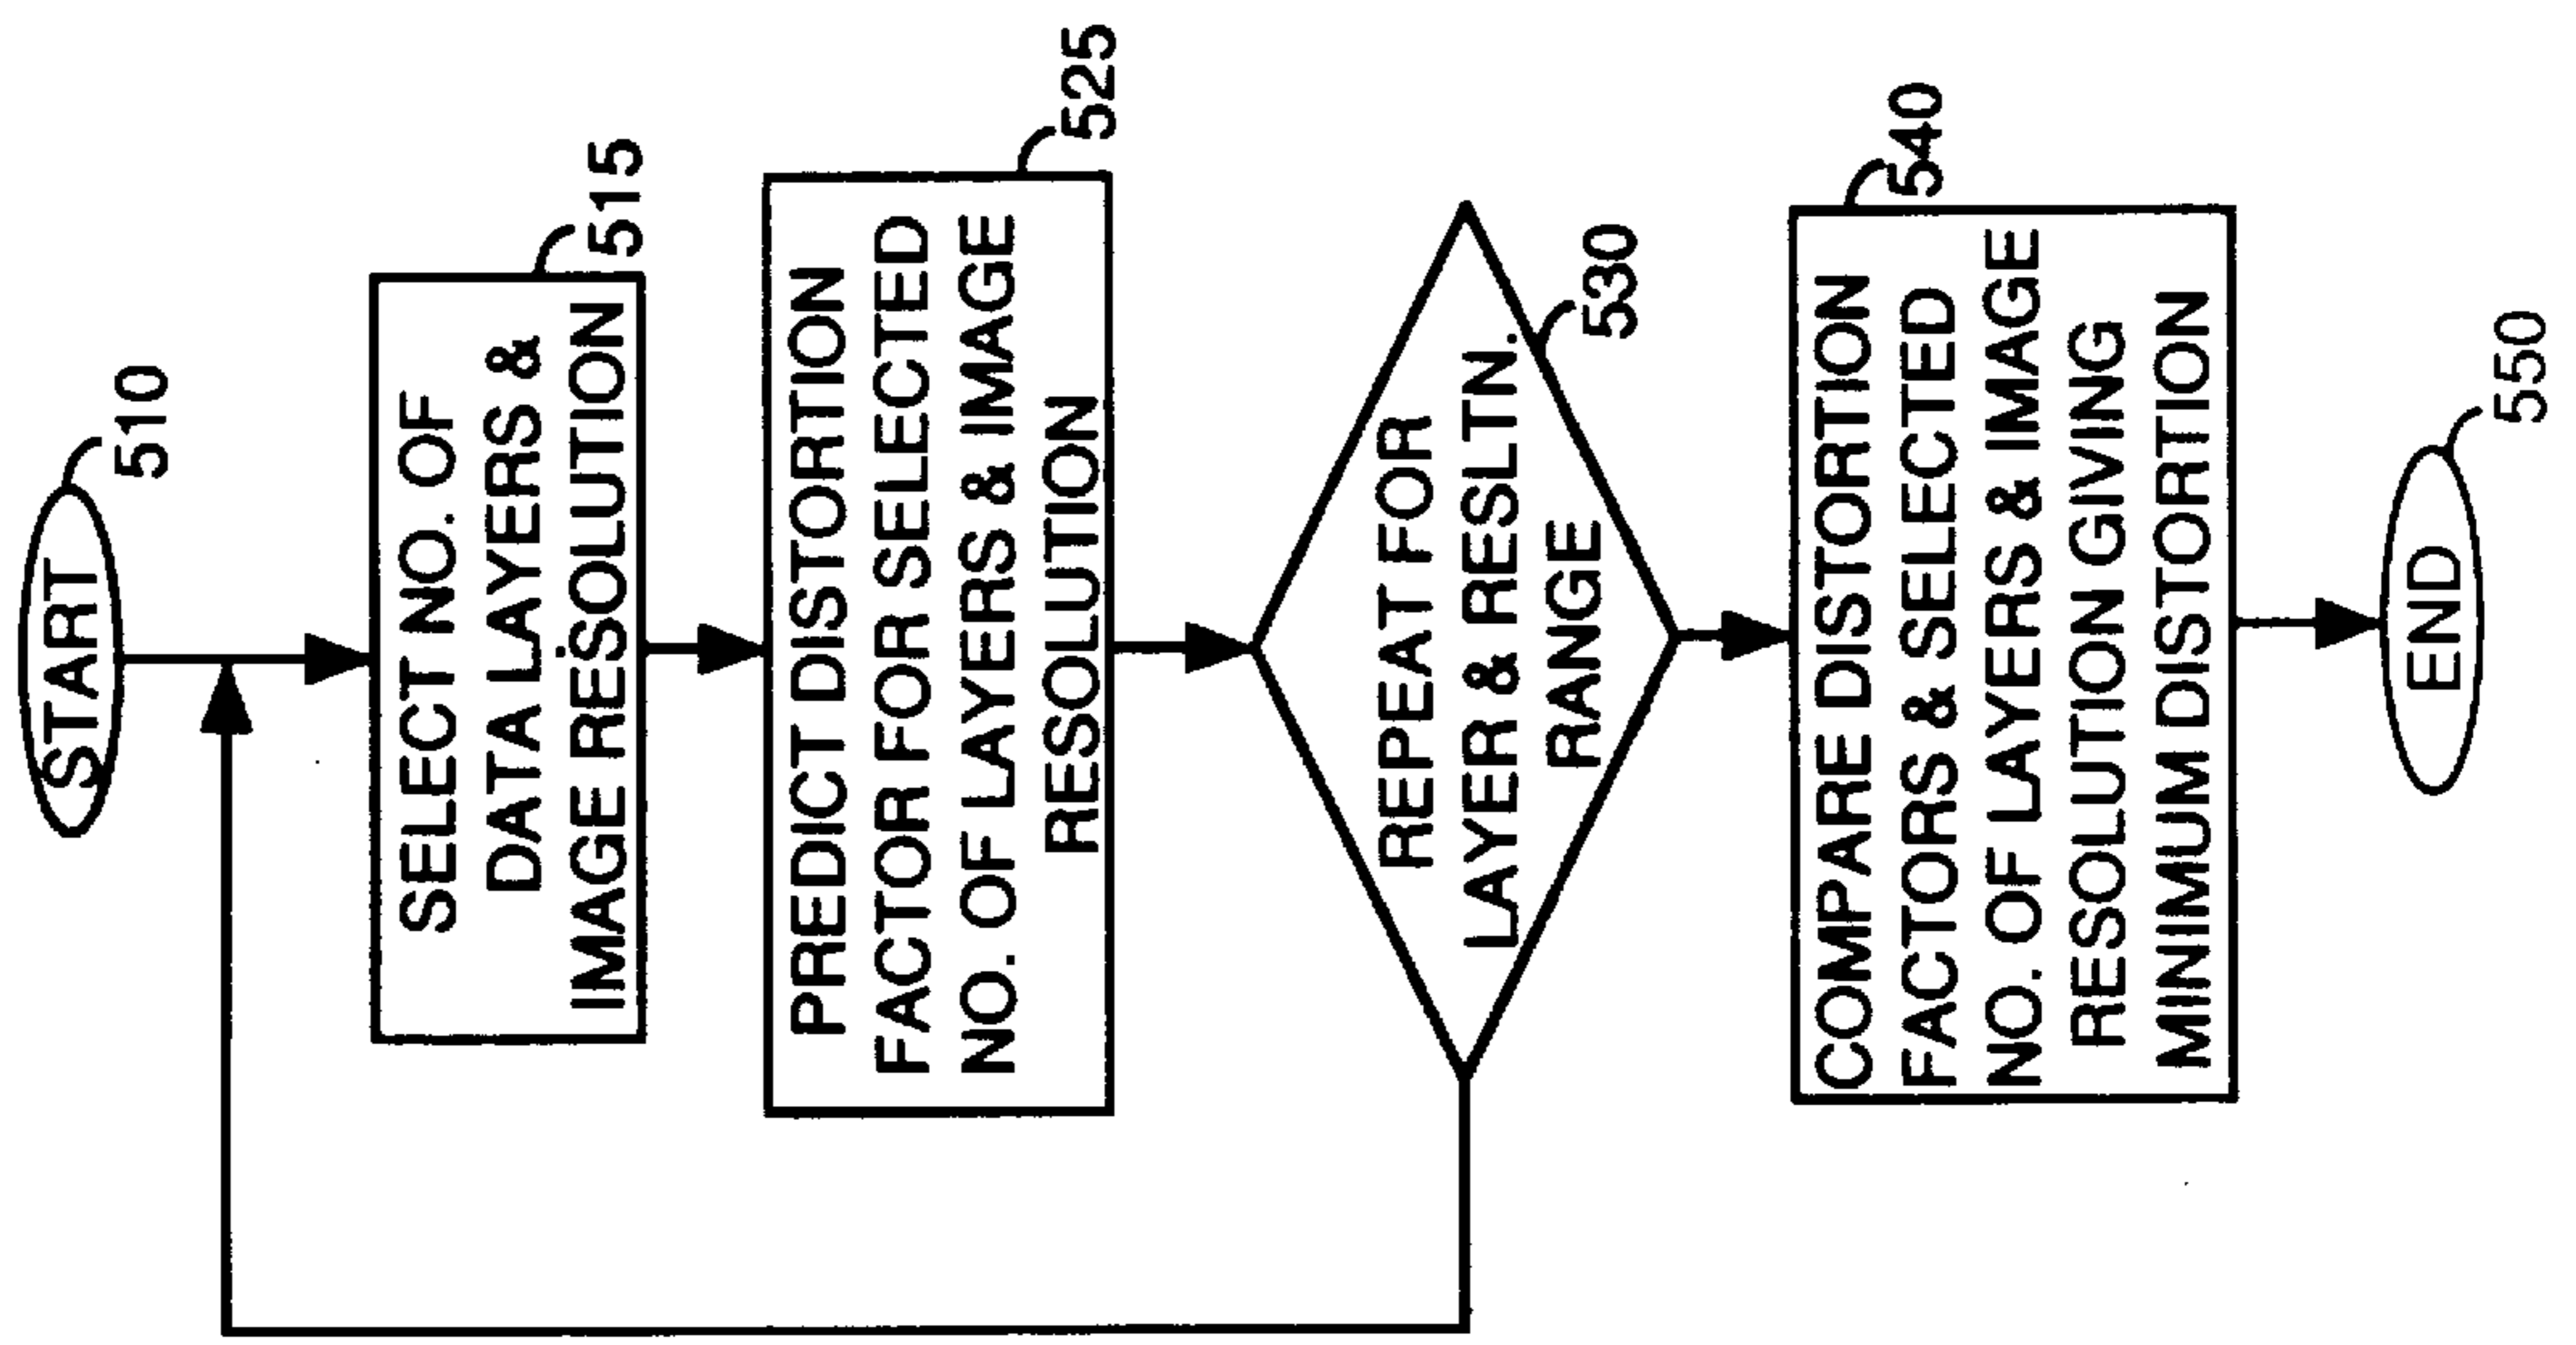 START
510
SELECT NO. OF
DATA LAYERS &
IMAGE RESOLUTION
515
PREDICT DISTORTION
FACTOR FOR SELECTED
NO. OF LAYERS & IMAGE
RESOLUTION
525
REPEAT FOR
LAYER & RESLTN.
RANGE
530
COMPARE DISTORTION
FACTORS & SELECTED
NO. OF LAYERS & IMAGE
RESOLUTION GIVING
MINIMUM DISTORTION
540
END
550